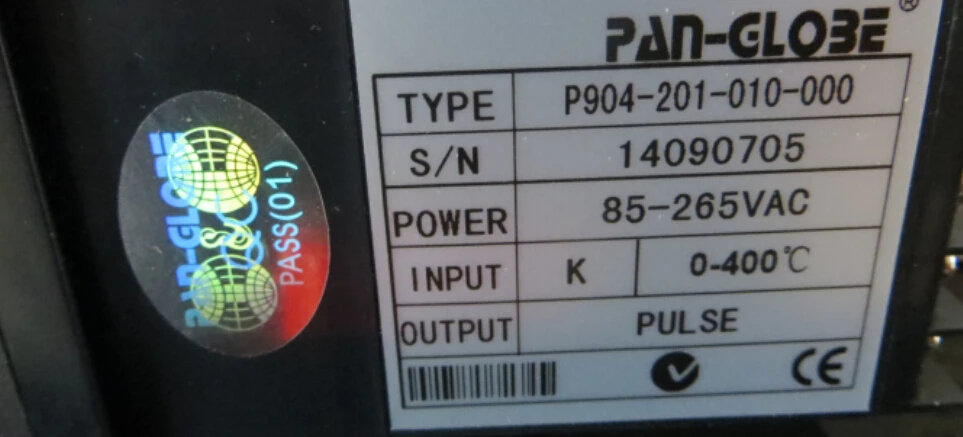 PAN-GLOBE®
TYPE P904-201-010-000
S/N 14090705
POWER 85-265VAC
INPUT K 0-400℃
OUTPUT PULSE
CE
PAN-GLOBE
QC
PASS(01)